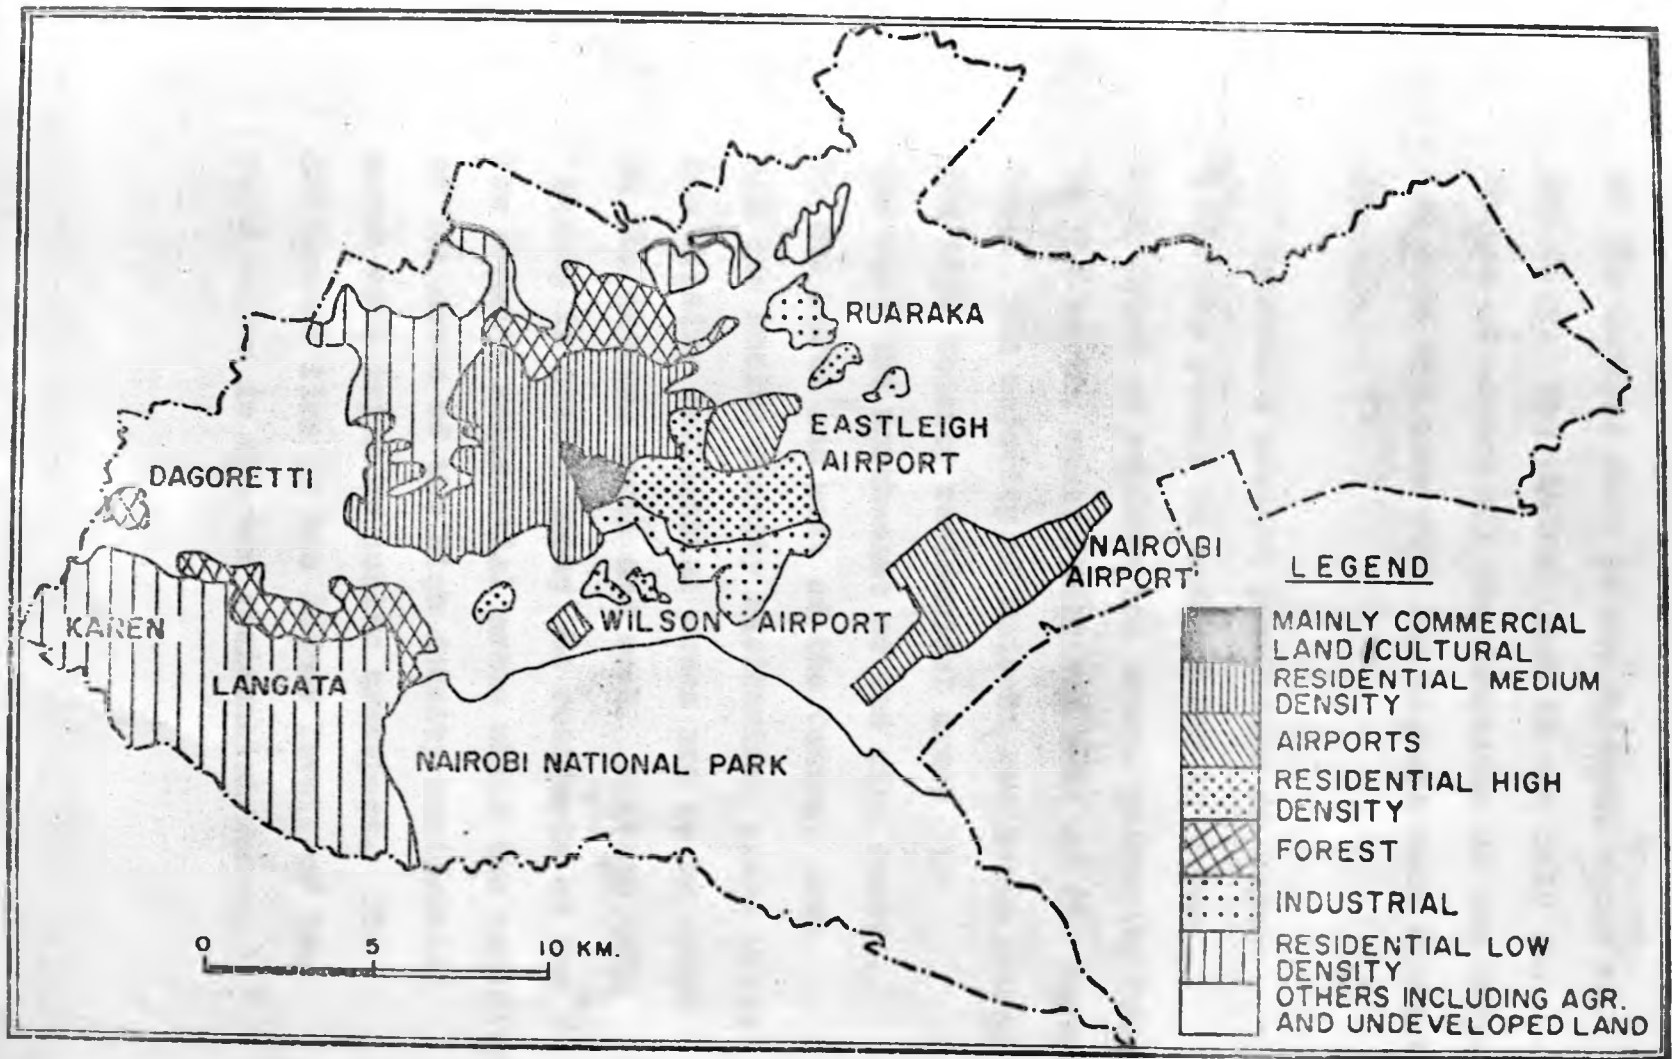 RUARAKA
EASTLEIGH
AIRPORT
DAGORETTI
NAIROBI
AIRPORT
KAREN
WILSON AIRPORT
LANGATA
NAIROBI NATIONAL PARK
0 5 10 KM.
LEGEND
MAINLY COMMERCIAL
LAND /CULTURAL
RESIDENTIAL MEDIUM
DENSITY
AIRPORTS
RESIDENTIAL HIGH
DENSITY
FOREST
INDUSTRIAL
RESIDENTIAL LOW
DENSITY
OTHERS INCLUDING AGR.
AND UNDEVELOPED LAND